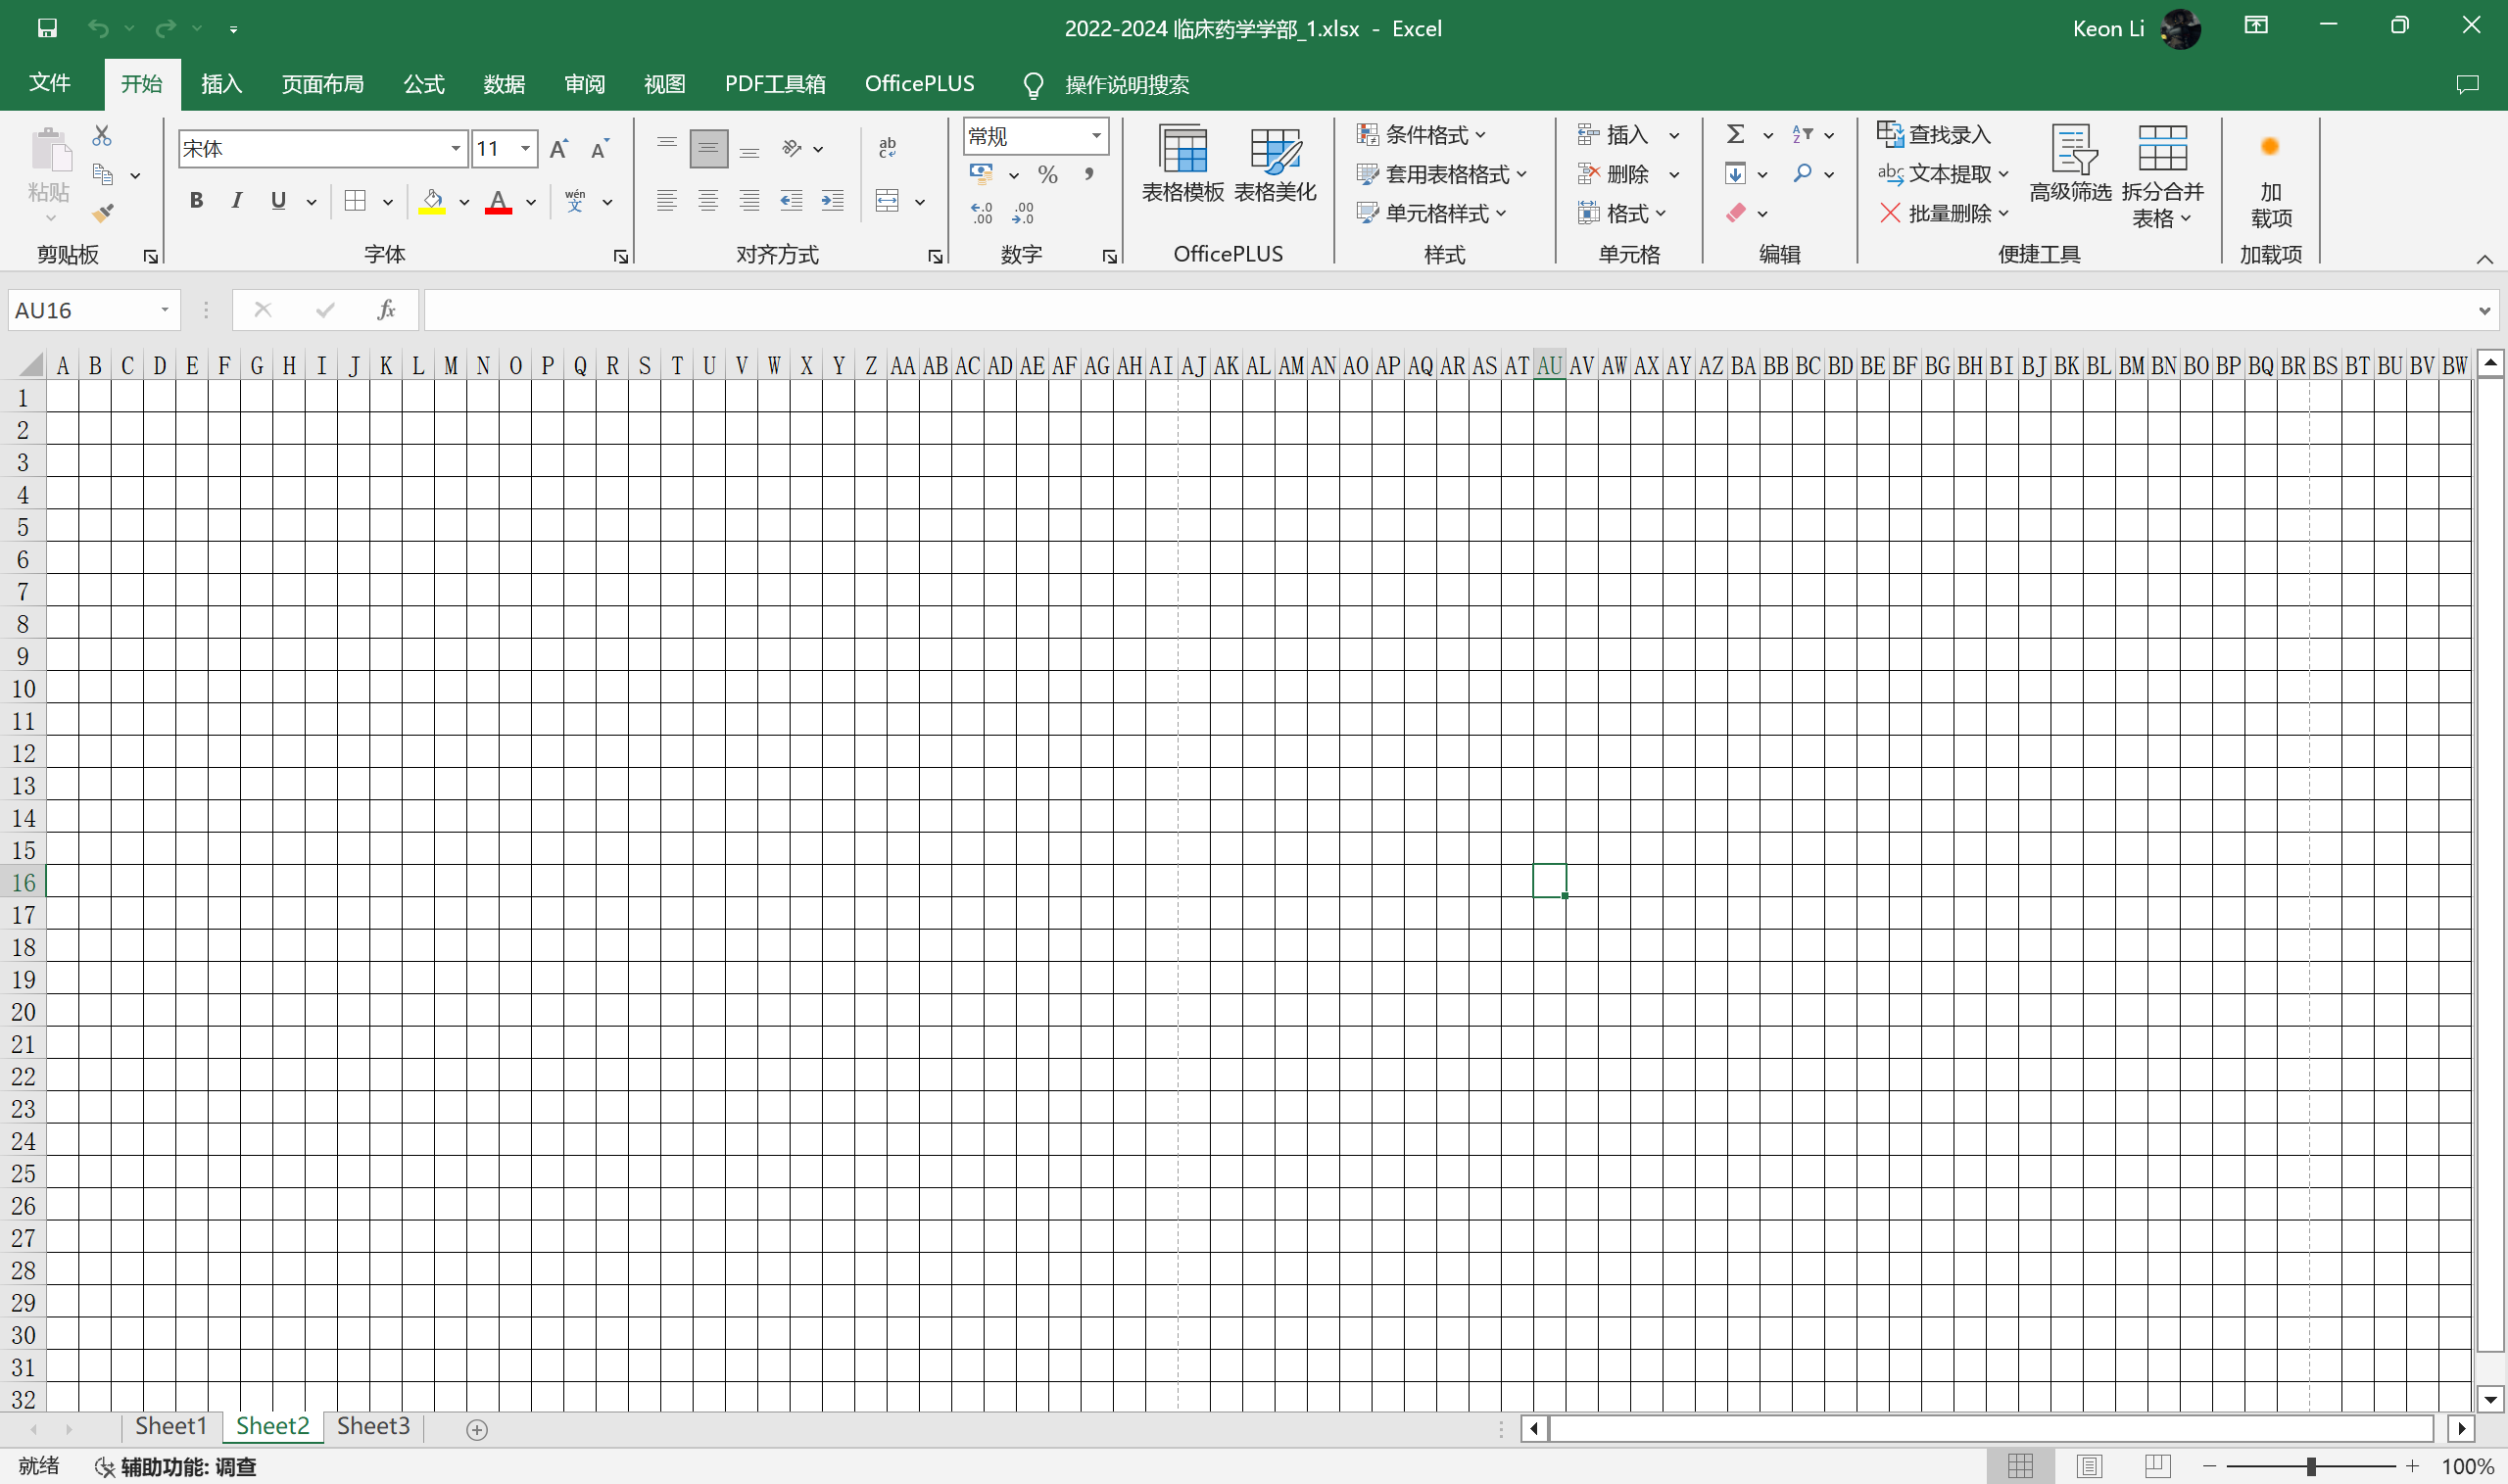 2022-2024 临床药学学部_1.xlsx - Excel
Keon Li
文件 开始 插入 页面布局 公式 数据 审阅 视图 PDF工具箱 OfficePLUS 操作说明搜索
粘贴
剪贴板
宋体 11
B I U A wén 文
字体
ab c
对齐方式
常规
% ,
.0 .00 .00 .0
数字
表格模板 表格美化
OfficePLUS
条件格式
套用表格格式
单元格样式
样式
插入
删除
格式
单元格
Σ AZ
编辑
查找录入
abc 文本提取
批量删除
高级筛选 拆分合并表格
便捷工具
加载项
加载项
AU16 fx
A B C D E F G H I J K L M N O P Q R S T U V W X Y Z AA AB AC AD AE AF AG AH AI AJ AK AL AM AN AO AP AQ AR AS AT AU AV AW AX AY AZ BA BB BC BD BE BF BG BH BI BJ BK BL BM BN BO BP BQ BR BS BT BU BV BW
1
2
3
4
5
6
7
8
9
10
11
12
13
14
15
16
17
18
19
20
21
22
23
24
25
26
27
28
29
30
31
32
Sheet1 Sheet2 Sheet3
就绪 辅助功能: 调查 100%